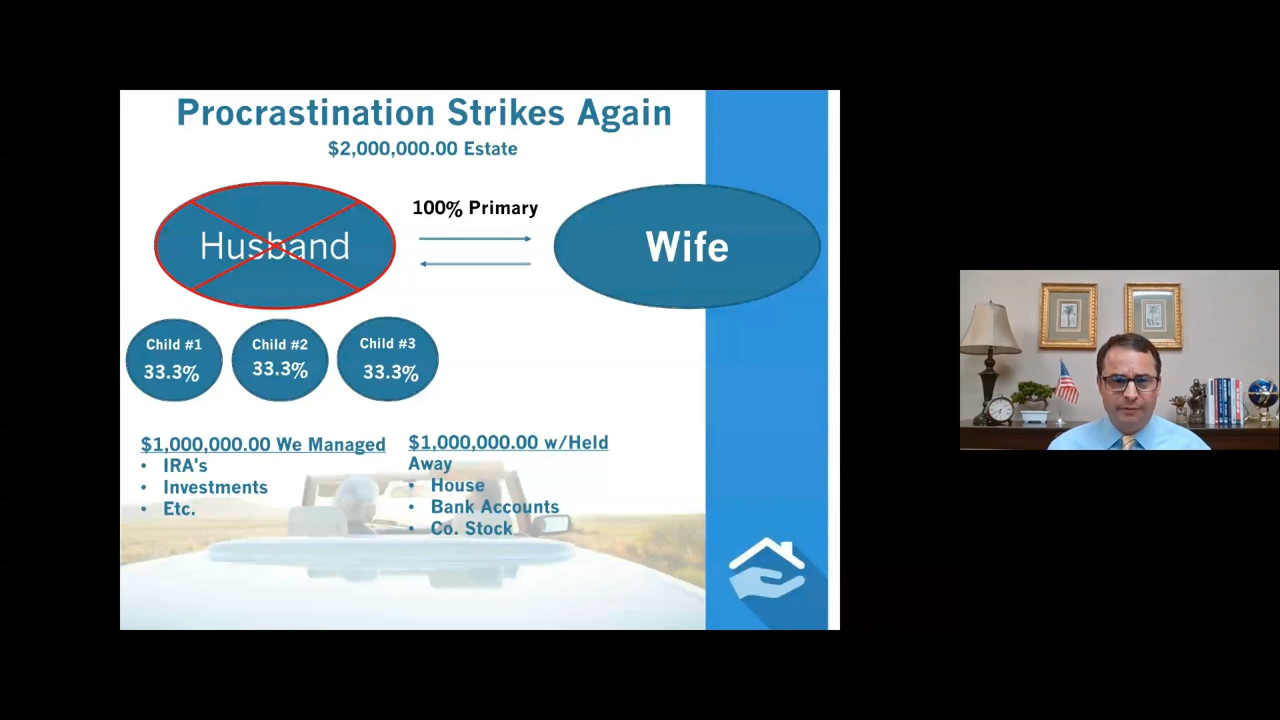 Procrastination Strikes Again
$2,000,000.00 Estate
Husband
100% Primary
Wife
Child #1
33.3%
Child #2
33.3%
Child #3
33.3%
$1,000,000.00 We Managed
• IRA's
• Investments
• Etc.
$1,000,000.00 w/Held
Away
• House
• Bank Accounts
• Co. Stock